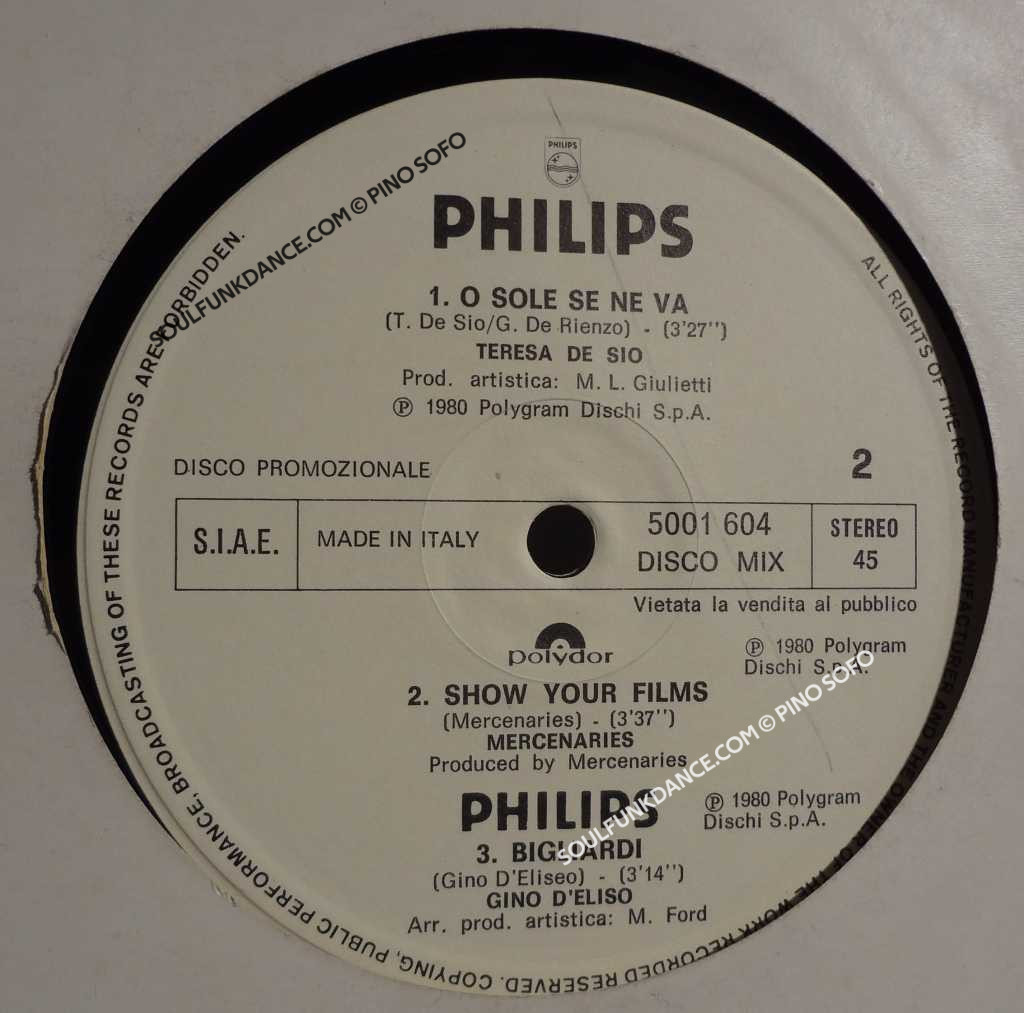 PHILIPS
PHILIPS
1. O SOLE SE NE VA
(T. De Sio/G. De Rienzo) - (3'27'')
TERESA DE SIO
Prod. artistica: M. L. Giulietti
Ⓟ 1980 Polygram Dischi S.p.A.
DISCO PROMOZIONALE
2
S.I.A.E.
MADE IN ITALY
5001 604
DISCO MIX
STEREO
45
Vietata la vendita al pubblico
polydor
Ⓟ 1980 Polygram
Dischi S.p.A.
2. SHOW YOUR FILMS
(Mercenaries) - (3'37'')
MERCENARIES
Produced by Mercenaries
PHILIPS
Ⓟ 1980 Polygram
Dischi S.p.A.
3. BIGLIARDI
(Gino D'Eliseo) - (3'14'')
GINO D'ELISO
Arr. prod. artistica: M. Ford
ALL RIGHTS OF THE RECORD MANUFACTURER AND THE OWNER OF THE WORK RECORDED RESERVED. COPYING, PUBLIC PERFORMANCE, BROADCASTING OF THESE RECORDS ARE FORBIDDEN.
SOULFUNKDANCE.COM © PINO SOFO
SOULFUNKDANCE.COM © PINO SOFO